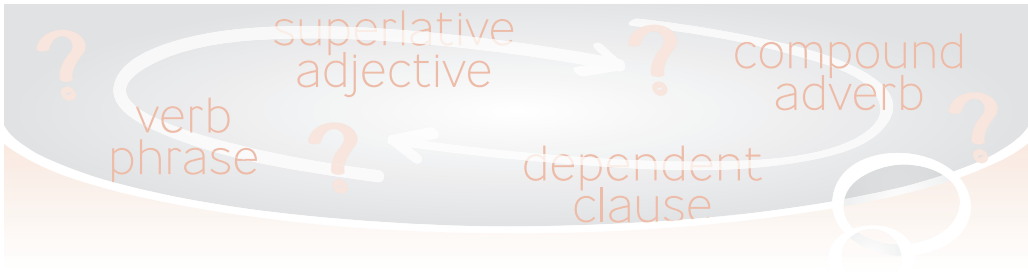 ?
superlative
adjective
?
compound
adverb
?
verb
phrase
?
dependent
clause